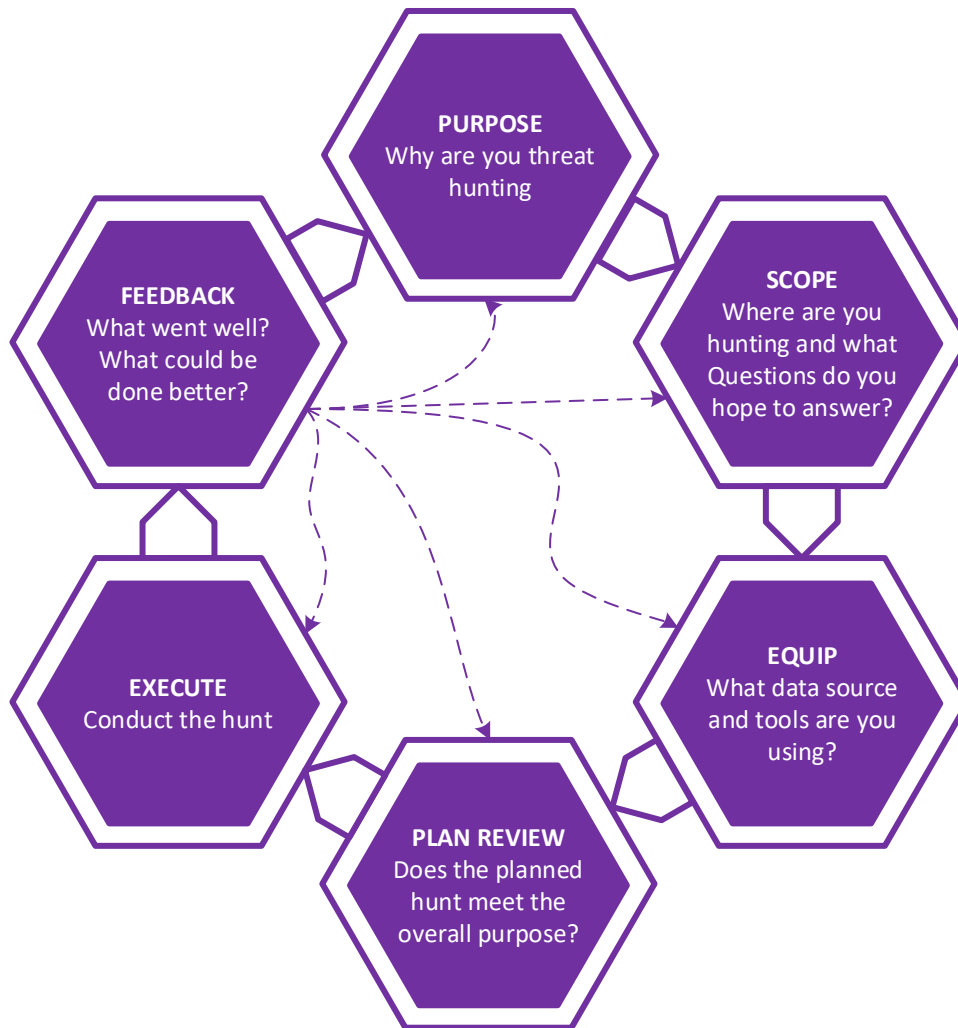 PURPOSE
Why are you threat
hunting
SCOPE
Where are you
hunting and what
Questions do you
hope to answer?
EQUIP
What data source
and tools are you
using?
PLAN REVIEW
Does the planned
hunt meet the
overall purpose?
EXECUTE
Conduct the hunt
FEEDBACK
What went well?
What could be
done better?